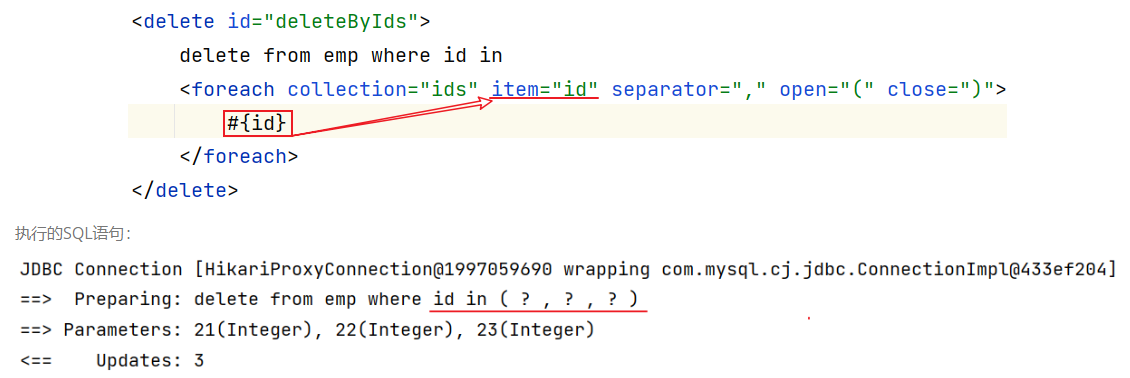 <delete id="deleteByIds">
delete from emp where id in
<foreach collection="ids" item="id" separator="," open="(" close=")">
#{id}
</foreach>
</delete>
执行的SQL语句：
JDBC Connection [HikariProxyConnection@1997059690 wrapping com.mysql.cj.jdbc.ConnectionImpl@433ef204]
==>  Preparing: delete from emp where id in ( ? , ? , ? )
==> Parameters: 21(Integer), 22(Integer), 23(Integer)
<==    Updates: 3